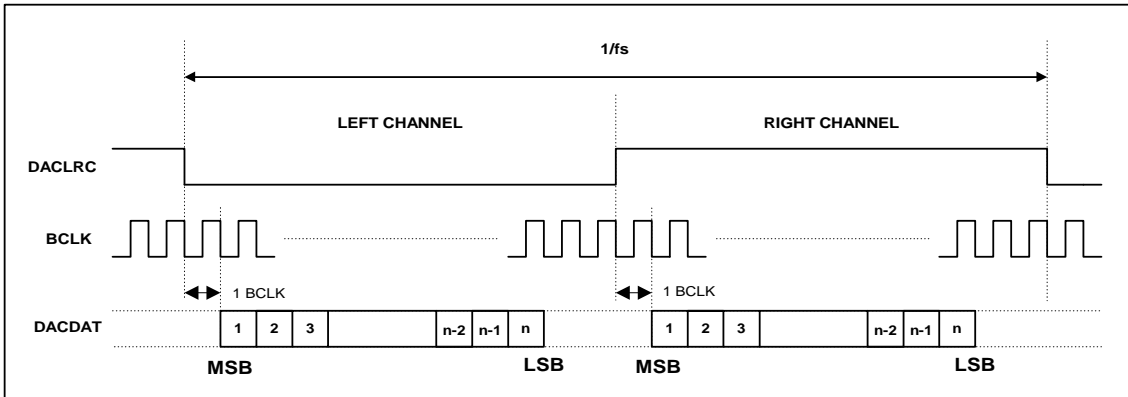 1/fs
LEFT CHANNEL RIGHT CHANNEL
DACLRC
BCLK
1 BCLK 1 BCLK
DACDAT 1 2 3 n-2 n-1 n 1 2 3 n-2 n-1 n
MSB LSB MSB LSB